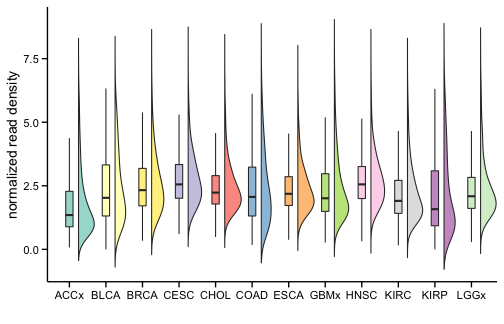 normalized read density
7.5
5.0
2.5
0.0
ACCx BLCA BRCA CESC CHOL COAD ESCA GBMx HNSC KIRC KIRP LGGx